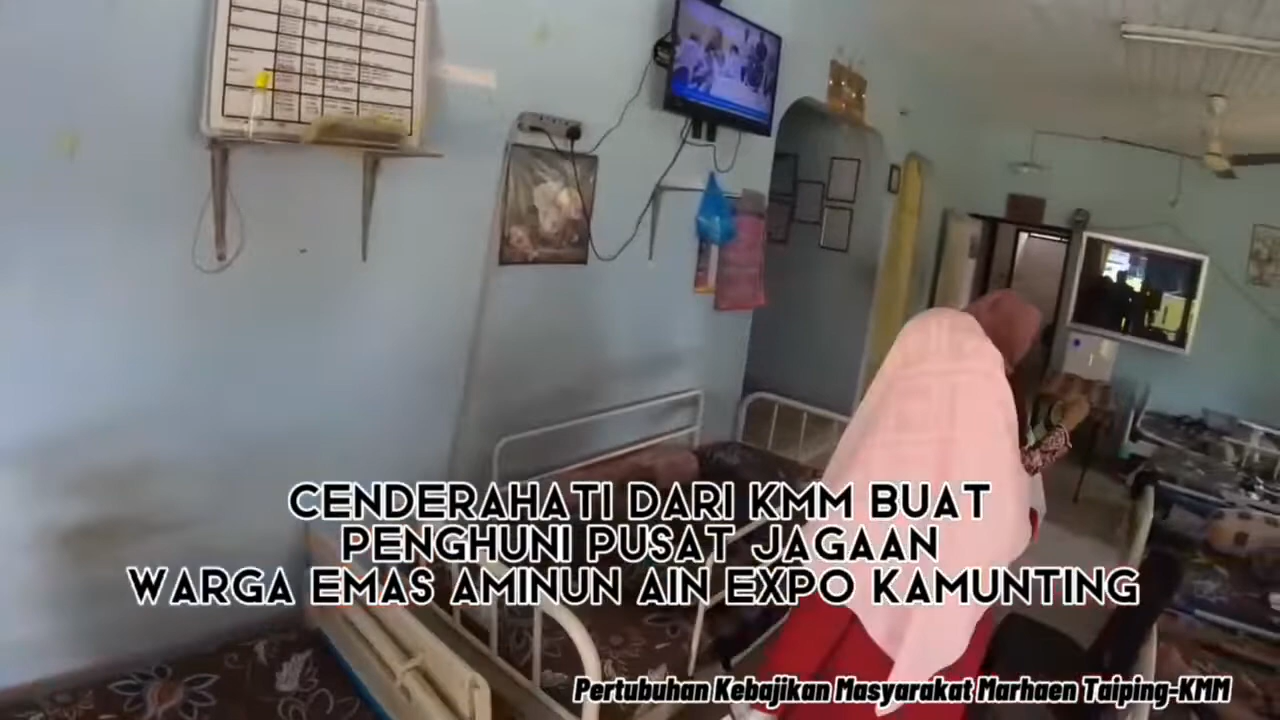 CENDERAHATI DARI KMM BUAT
PENGHUNI PUSAT JAGAAN
WARGA EMAS AMINUN AIN EXPO KAMUNTING
Pertubuhan Kebajikan Masyarakat Marhaen Taiping-KMM